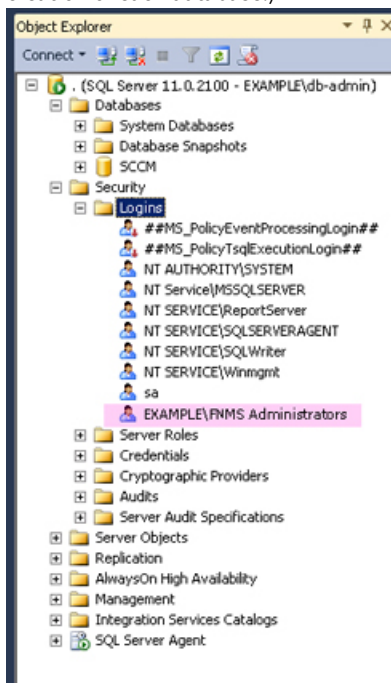 Object Explorer
Connect
. (SQL Server 11.0.2100 - EXAMPLE\db-admin)
Databases
System Databases
Database Snapshots
SCCM
Security
Logins
##MS_PolicyEventProcessingLogin##
##MS_PolicyTsqlExecutionLogin##
NT AUTHORITY\SYSTEM
NT Service\MSSQLSERVER
NT SERVICE\ReportServer
NT SERVICE\SQLSERVERAGENT
NT SERVICE\SQLWriter
NT SERVICE\Winmgmt
sa
EXAMPLE\FNMS Administrators
Server Roles
Credentials
Cryptographic Providers
Audits
Server Audit Specifications
Server Objects
Replication
AlwaysOn High Availability
Management
Integration Services Catalogs
SQL Server Agent